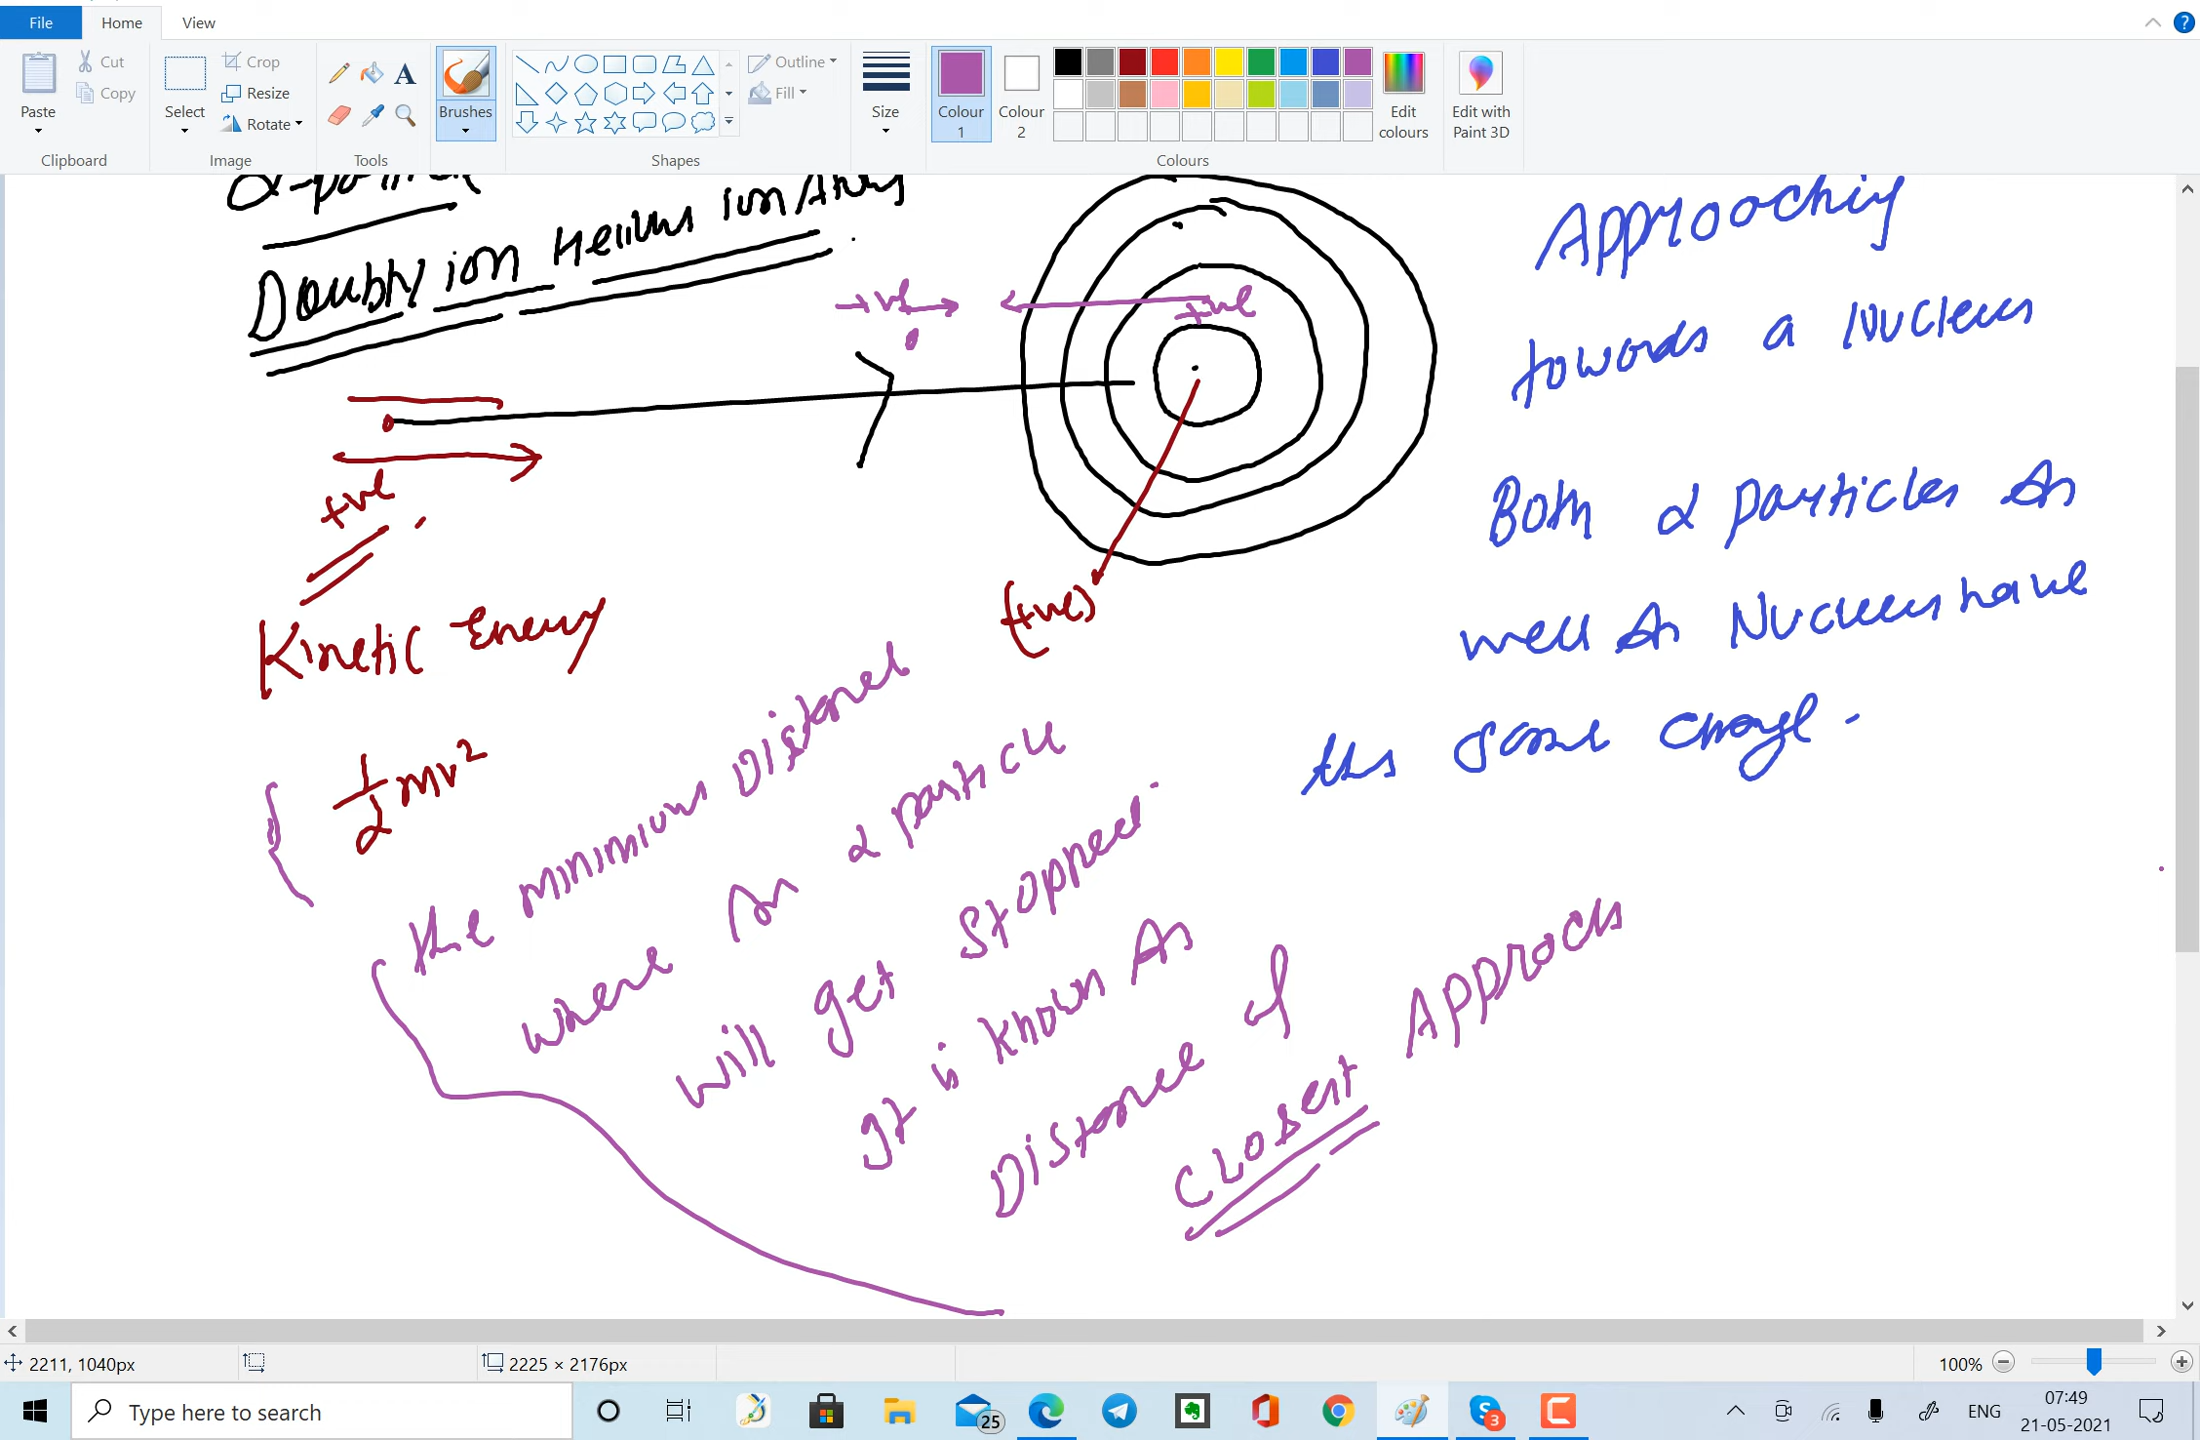 File Home View
Paste Cut Copy Select Crop Resize Rotate Brushes Outline Fill Size Colour 1 Colour 2 Edit colours Edit with Paint 3D
Clipboard Image Tools Shapes Colours
Doubly ion Helium ion
Approaching
towards a Nucleus
Both α particles As
well As Nucleus have
the same charge.
+ve
+ve
+ve
(+ve)
Kinetic Energy
1/2 mv²
the minimum Distance
where An α particle
will get stopped.
It is known As
Distance of
CLosest Approach
2211, 1040px
2225 × 2176px
100%
Type here to search
25
3
ENG
07:49
21-05-2021